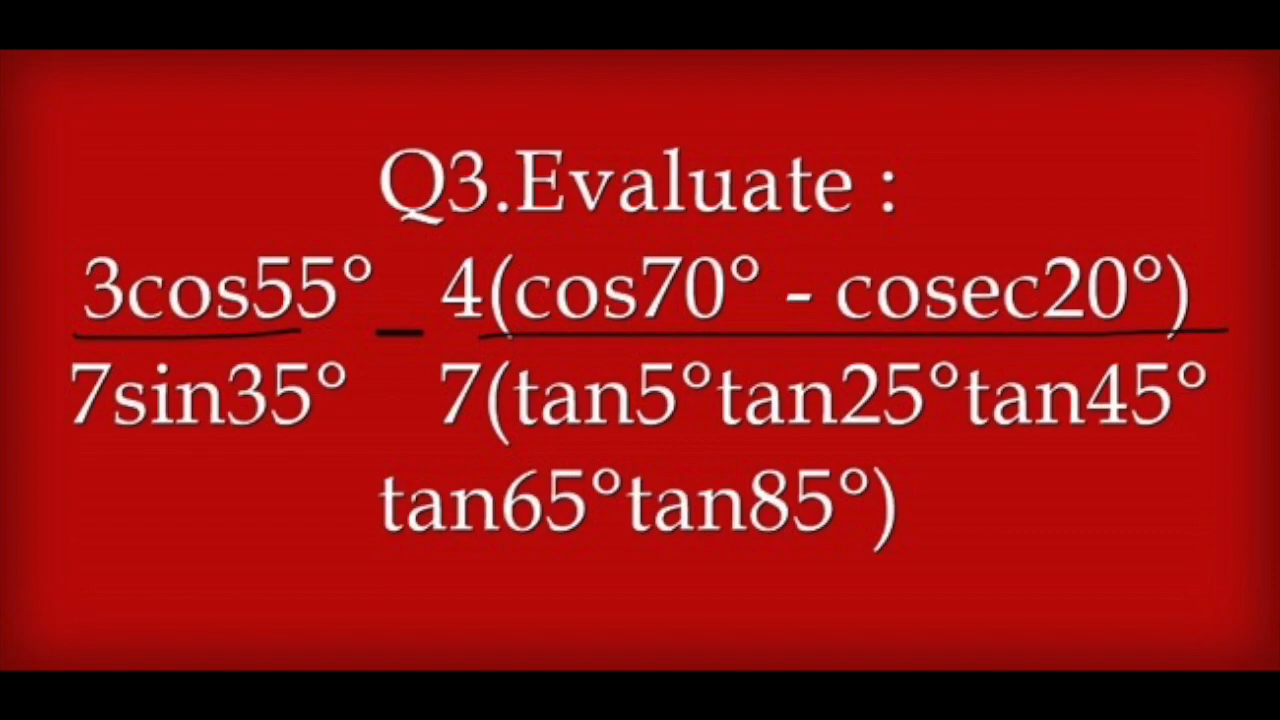 Q3.Evaluate :
3cos55° - 4(cos70° - cosec20°)
7sin35° 7(tan5°tan25°tan45°
tan65°tan85°)